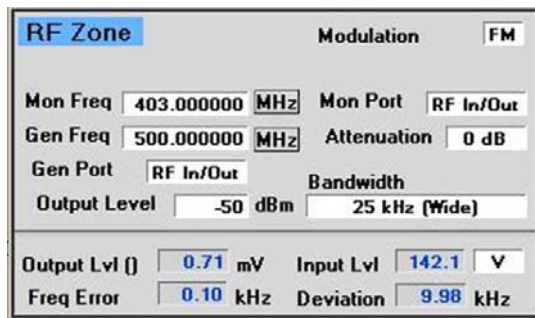 RF Zone Modulation FM
Mon Freq 403.000000 MHz Mon Port RF In/Out
Gen Freq 500.000000 MHz Attenuation 0 dB
Gen Port RF In/Out
Bandwidth
Output Level -50 dBm 25 kHz (Wide)
Output Lvl () 0.71 mV Input Lvl 142.1 V
Freq Error 0.10 kHz Deviation 9.98 kHz